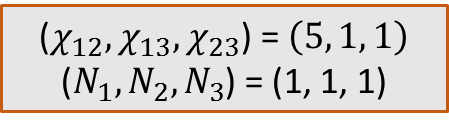 (χ₁₂, χ₁₃, χ₂₃) = (5, 1, 1)
(N₁, N₂, N₃) = (1, 1, 1)